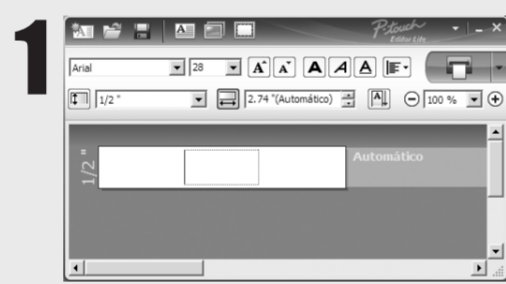 1
P-touch
Editor Lite
Arial 28 A A A A A
1/2 " 2.74 "(Automático) A 100 %
1/2 "
Automático